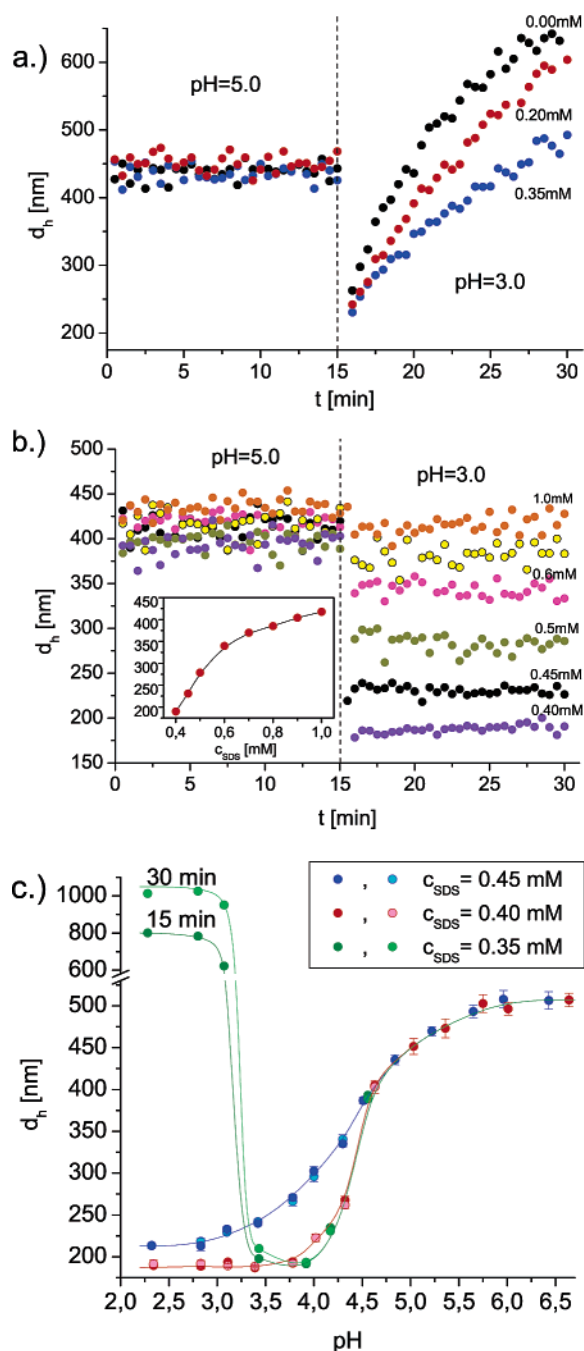 a.)
0.00mM
600
pH=5.0
500
0.20mM
400
0.35mM
300
pH=3.0
200
d_h [nm]
0 5 10 15 20 25 30
t [min]
b.)
500
pH=5.0
pH=3.0
450
1.0mM
400
350
0.6mM
300
0.5mM
250
0.45mM
200
0.40mM
150
d_h [nm]
450
400
350
300
250
200
0,4 0,6 0,8 1,0
c_SDS [mM]
0 5 10 15 20 25 30
t [min]
c.)
30 min
15 min
, c_SDS = 0.45 mM
, c_SDS = 0.40 mM
, c_SDS = 0.35 mM
1000
800
600
500
450
400
350
300
250
200
d_h [nm]
2,0 2,5 3,0 3,5 4,0 4,5 5,0 5,5 6,0 6,5
pH